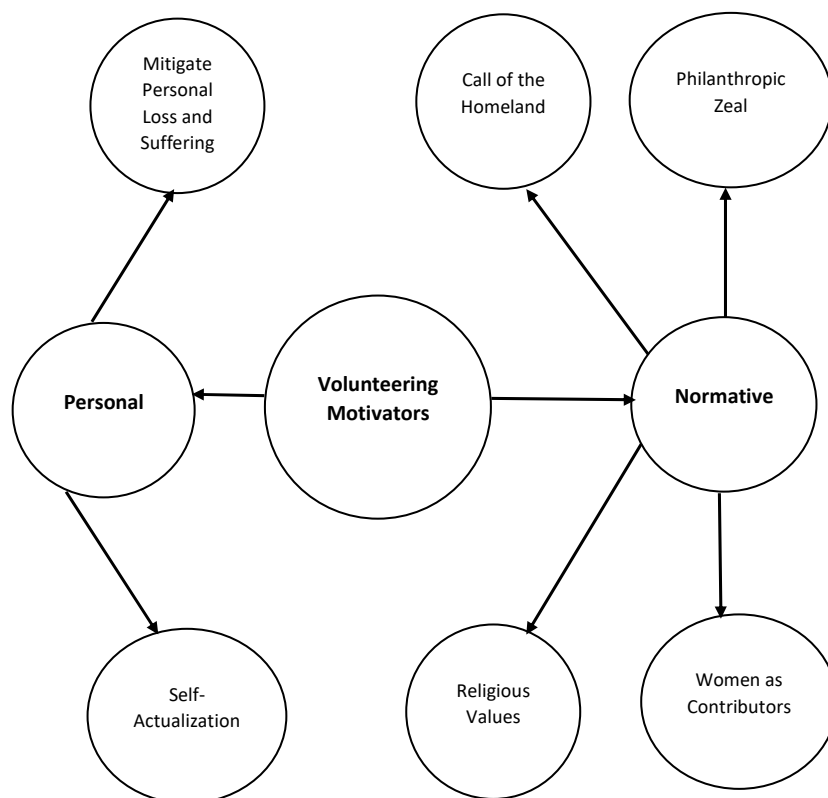 Mitigate
Personal
Loss and
Suffering
Call of the
Homeland
Philanthropic
Zeal
Personal
Volunteering
Motivators
Normative
Self-
Actualization
Religious
Values
Women as
Contributors